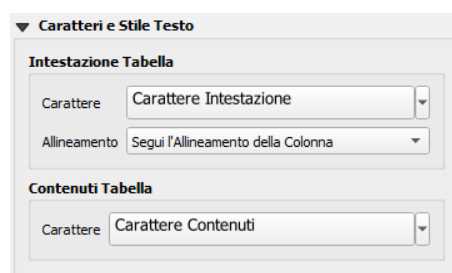 Caratteri e Stile Testo
Intestazione Tabella
Carattere Carattere Intestazione
Allineamento Segui l'Allineamento della Colonna
Contenuti Tabella
Carattere Carattere Contenuti